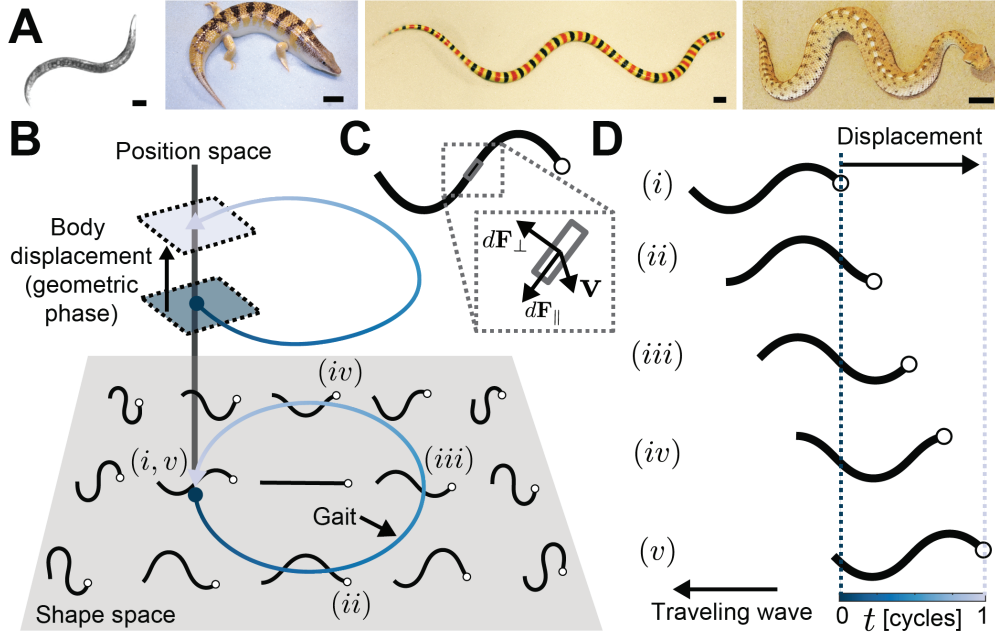 A
B
Position space
Body
displacement
(geometric
phase)
(iv)
(i, v)
(iii)
Gait
(ii)
Shape space
C
dF⊥
V
dF∥
D
Displacement
(i)
(ii)
(iii)
(iv)
(v)
Traveling wave
0 t [cycles] 1